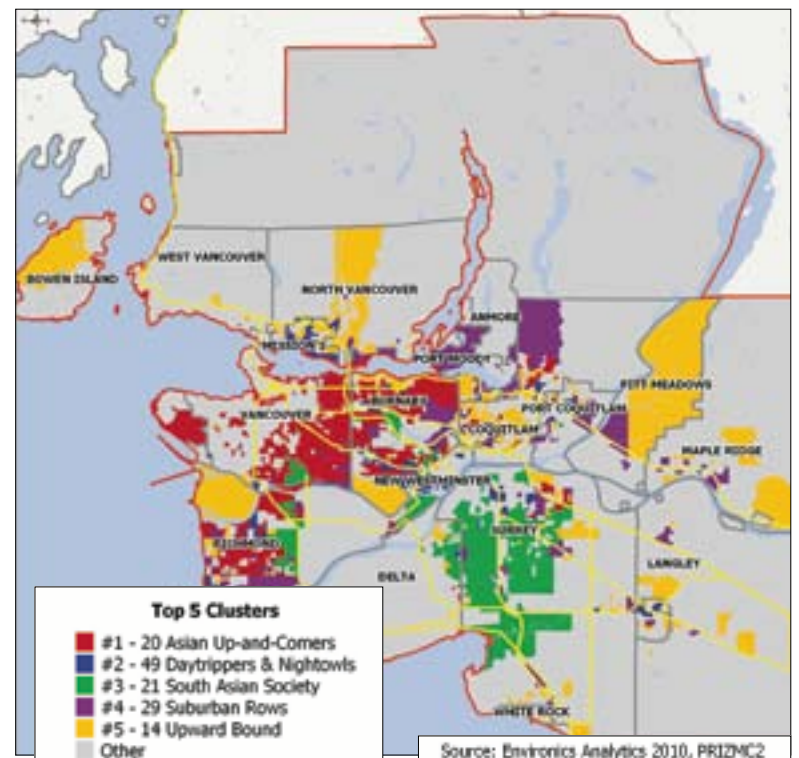 WEST VANCOUVER
BOWEN ISLAND
NORTH VANCOUVER
ANMORE
MISSION 5
PORT MOODY
PITT MEADOWS
BURNABY
VANCOUVER
PORT COQUITLAM
COQUITLAM
MAPLE RIDGE
NEW WESTMINSTER
SURREY
RICHMOND
LANGLEY
DELTA
WHITE ROCK
Top 5 Clusters
#1 - 20 Asian Up-and-Comers
#2 - 49 Daytrippers & Nightowls
#3 - 21 South Asian Society
#4 - 29 Suburban Rows
#5 - 14 Upward Bound
Other
Source: Environics Analytics 2010, PRIZMC2